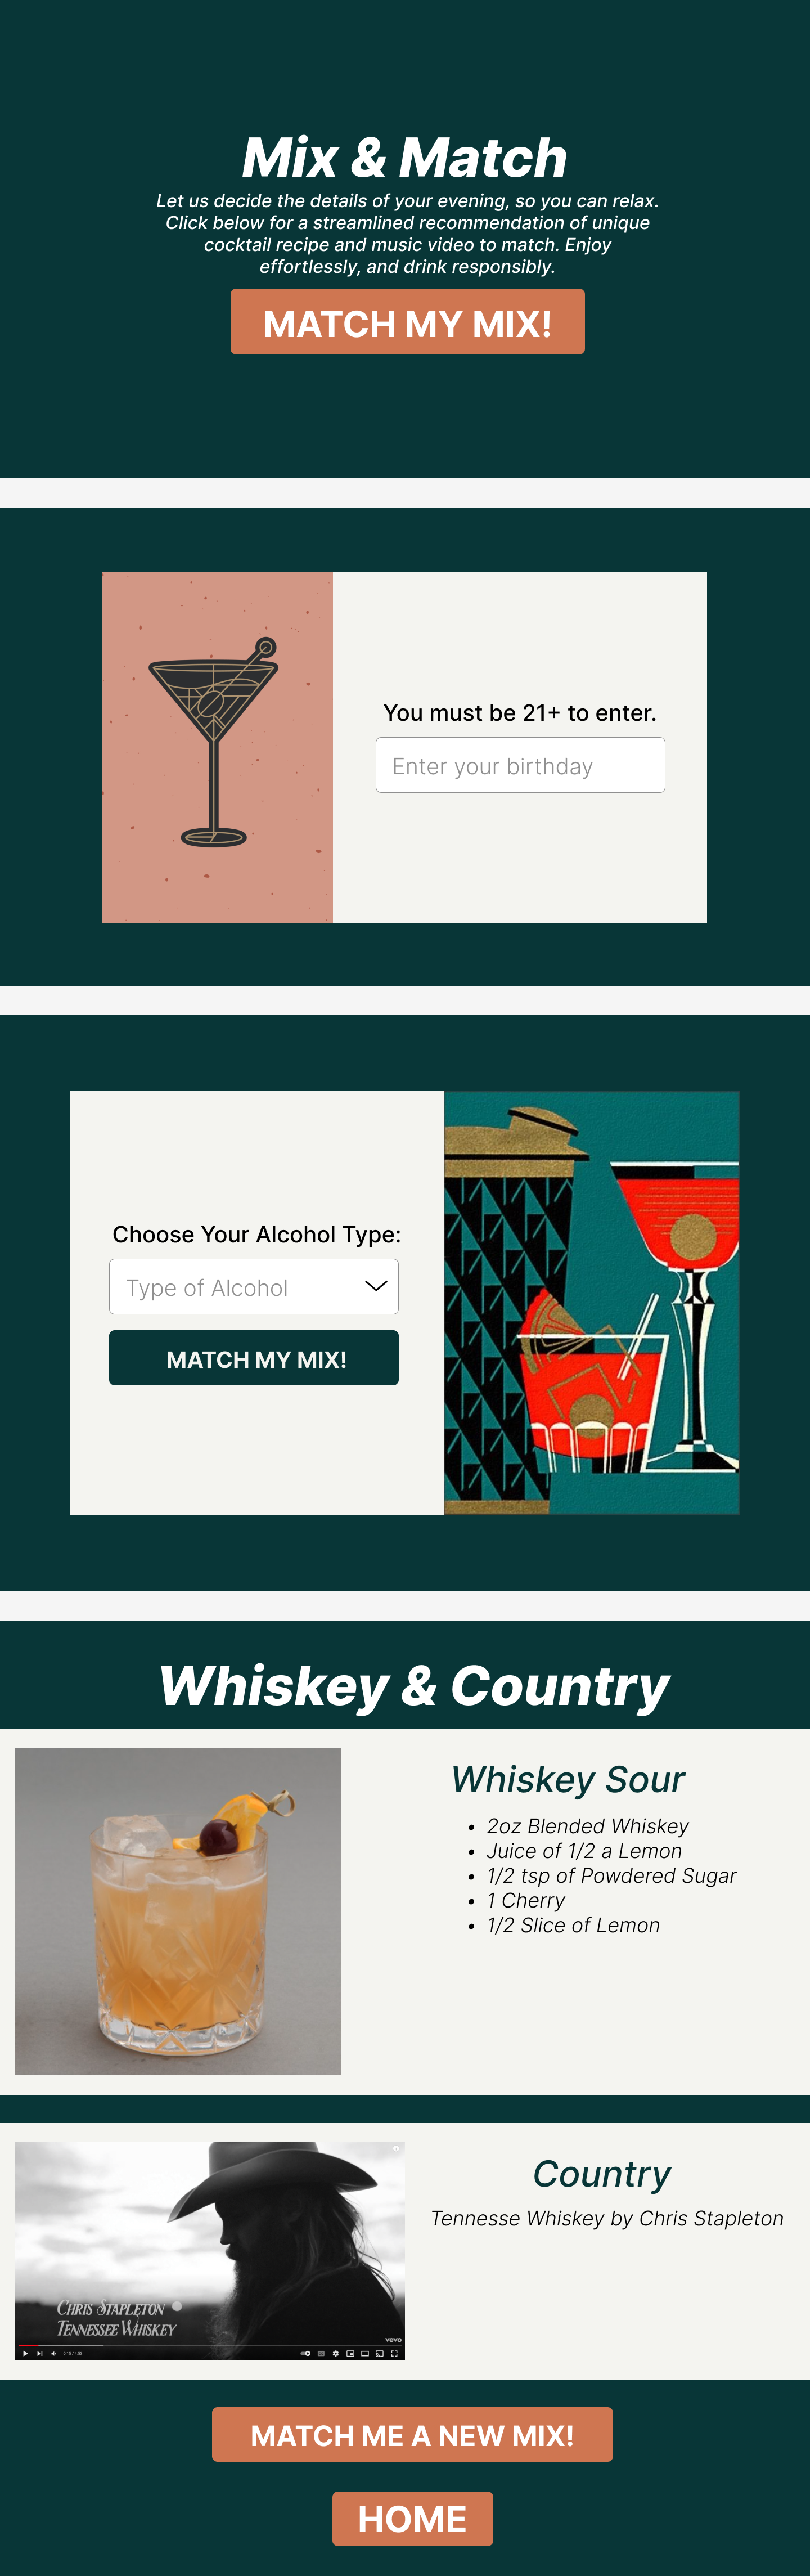 Mix & Match
Let us decide the details of your evening, so you can relax.
Click below for a streamlined recommendation of unique
cocktail recipe and music video to match. Enjoy
effortlessly, and drink responsibly.
MATCH MY MIX!
You must be 21+ to enter.
Enter your birthday
Choose Your Alcohol Type:
Type of Alcohol
MATCH MY MIX!
Whiskey & Country
Whiskey Sour
• 2oz Blended Whiskey
• Juice of 1/2 a Lemon
• 1/2 tsp of Powdered Sugar
• 1 Cherry
• 1/2 Slice of Lemon
Country
Tennesse Whiskey by Chris Stapleton
CHRIS STAPLETON
TENNESSEE WHISKEY
vevo
MATCH ME A NEW MIX!
HOME